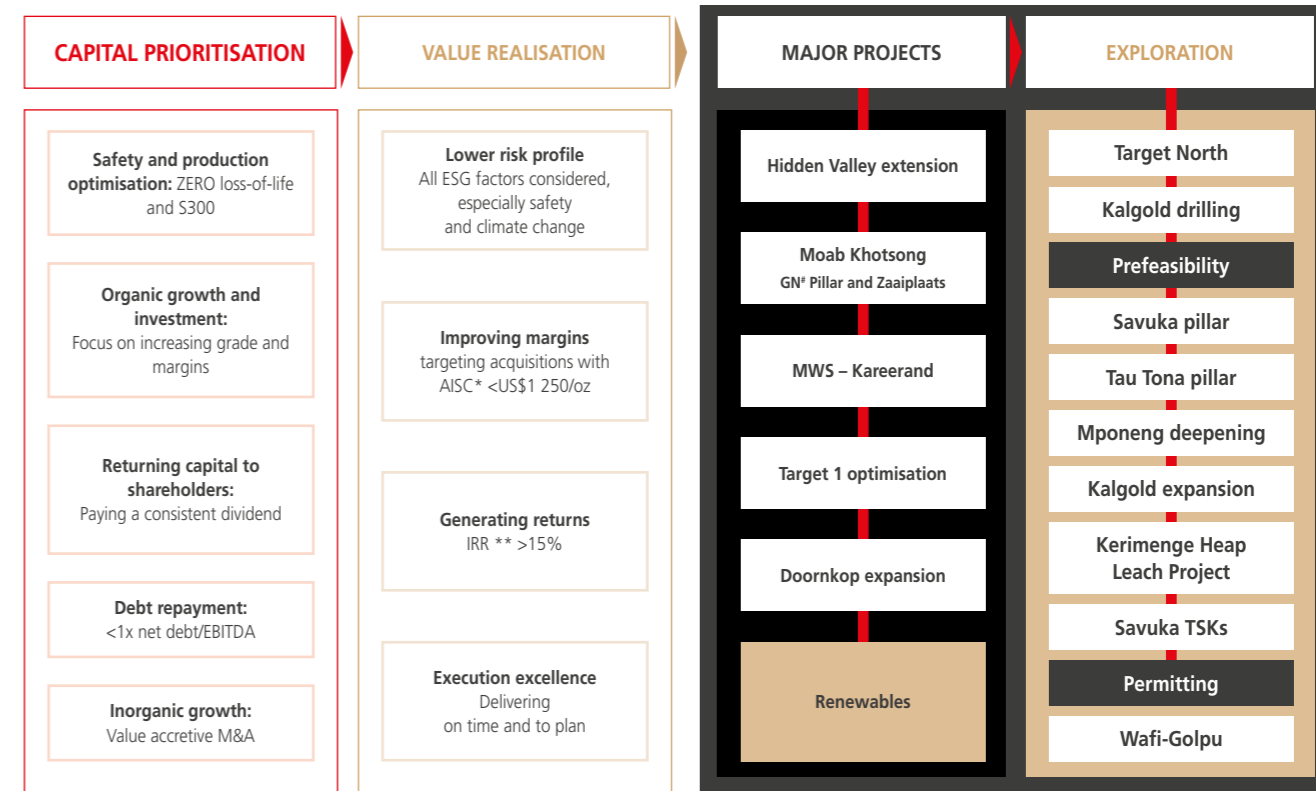 CAPITAL PRIORITISATION
Safety and production
optimisation: ZERO loss-of-life
and S300
Organic growth and
investment:
Focus on increasing grade and
margins
Returning capital to
shareholders:
Paying a consistent dividend
Debt repayment:
<1x net debt/EBITDA
Inorganic growth:
Value accretive M&A
VALUE REALISATION
Lower risk profile
All ESG factors considered,
especially safety
and climate change
Improving margins
targeting acquisitions with
AISC* <US$1 250/oz
Generating returns
IRR ** >15%
Execution excellence
Delivering
on time and to plan
MAJOR PROJECTS
Hidden Valley extension
Moab Khotsong
GN# Pillar and Zaaiplaats
MWS – Kareerand
Target 1 optimisation
Doornkop expansion
Renewables
EXPLORATION
Target North
Kalgold drilling
Prefeasibility
Savuka pillar
Tau Tona pillar
Mponeng deepening
Kalgold expansion
Kerimenge Heap
Leach Project
Savuka TSKs
Permitting
Wafi-Golpu